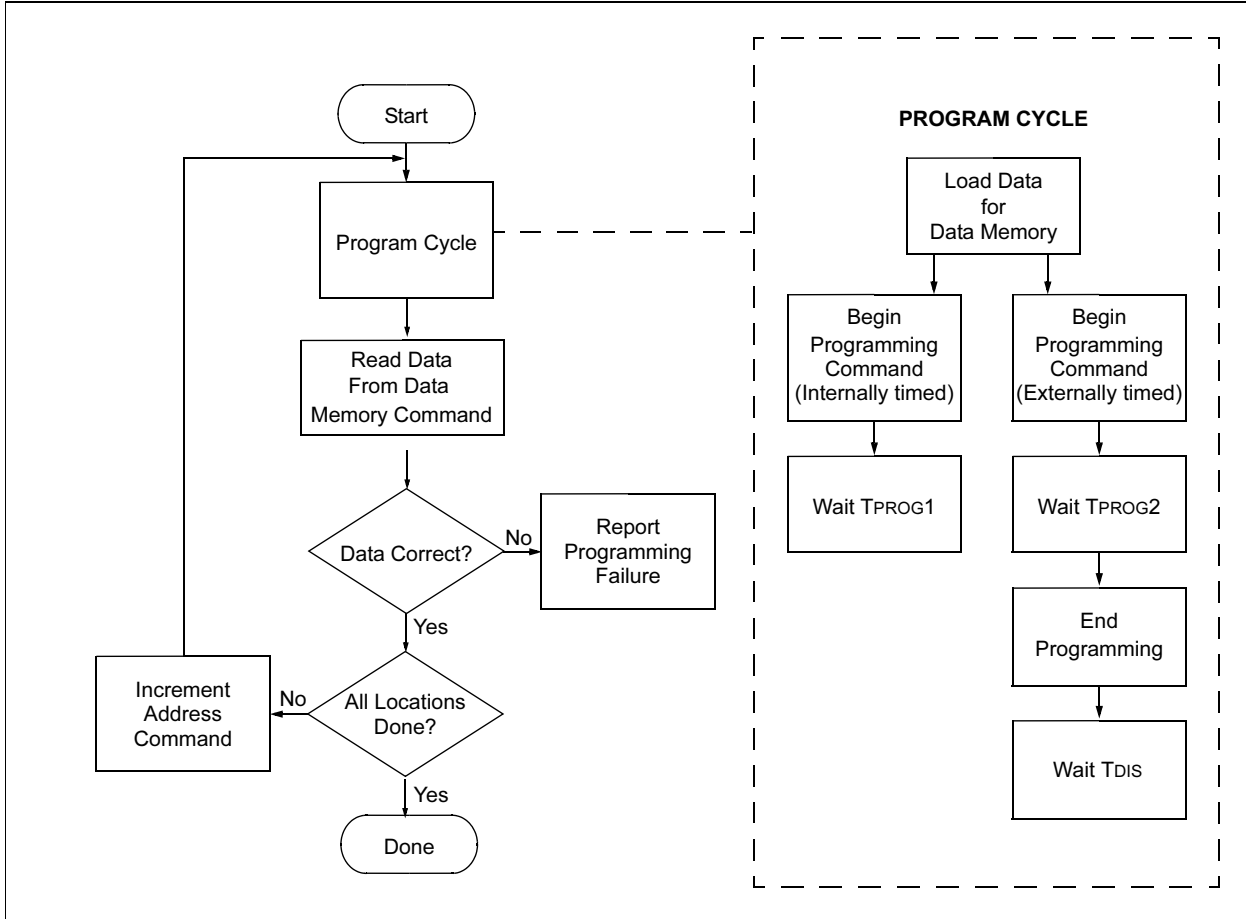 Start
Program Cycle
Read Data
From Data
Memory Command
Data Correct?
No
Report
Programming
Failure
Yes
All Locations
Done?
No
Increment
Address
Command
Yes
Done
PROGRAM CYCLE
Load Data
for
Data Memory
Begin
Programming
Command
(Internally timed)
Wait TPROG1
Begin
Programming
Command
(Externally timed)
Wait TPROG2
End
Programming
Wait TDIS